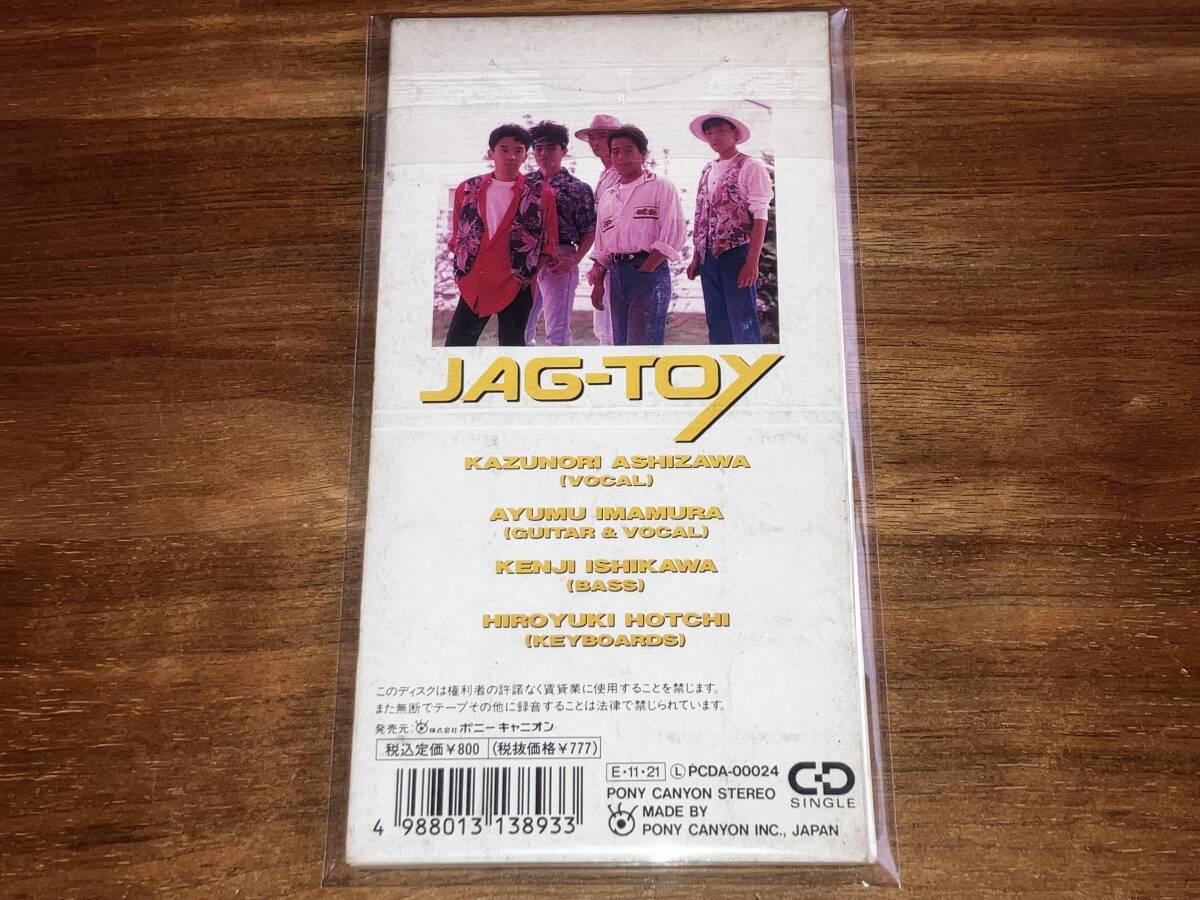 JAG-TOY
KAZUNORI ASHIZAWA
(VOCAL)
AYUMU IMAMURA
(GUITAR & VOCAL)
KENJI ISHIKAWA
(BASS)
HIROYUKI HOTCHI
(KEYBOARDS)
このディスクは権利者の許諾なく賃貸業に使用することを禁じます。
また無断でテープその他に録音することは法律で禁じられています。
発売元: 株式会社 ポニーキャニオン
税込定価¥800 (税抜価格¥777)
E・11・21 Ⓛ PCDA-00024
PONY CANYON STEREO
MADE BY
PONY CANYON INC., JAPAN
CD
SINGLE
4 988013 138933